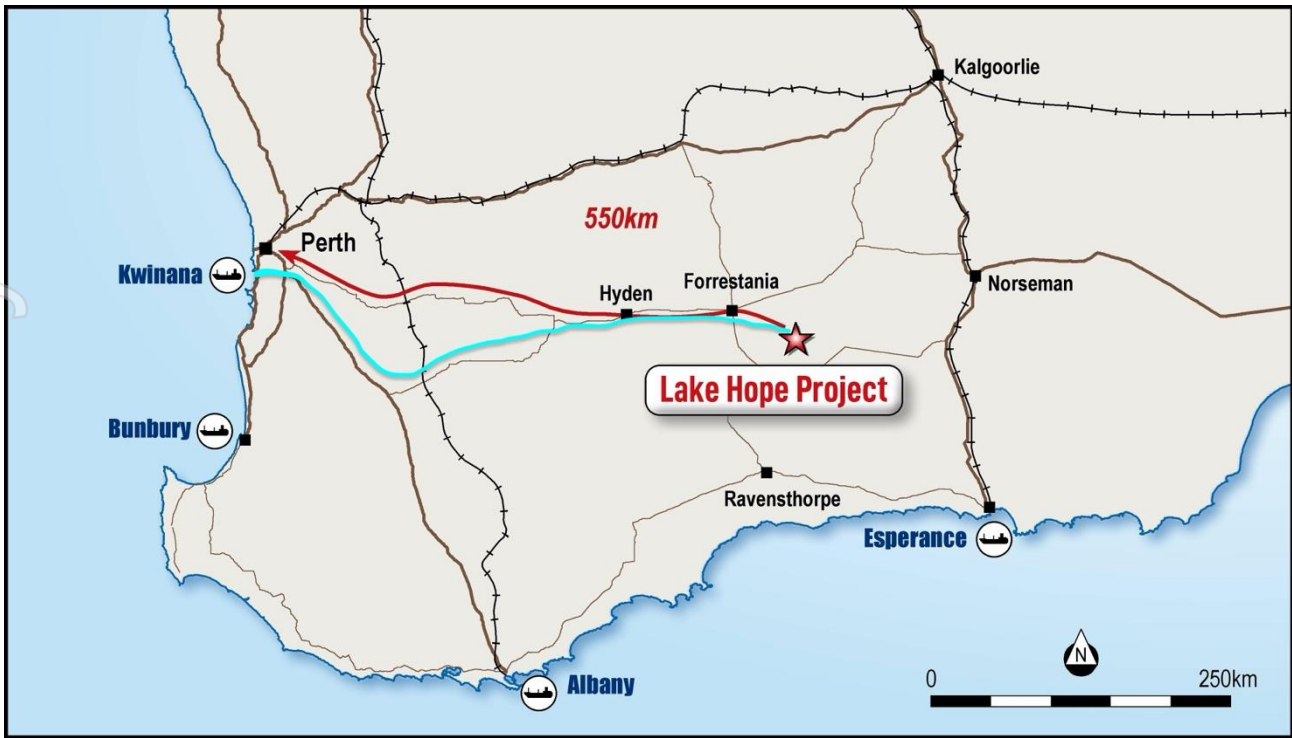 Kalgoorlie
550km
Perth
Kwinana
Forrestania
Hyden
Norseman
Lake Hope Project
Bunbury
Ravensthorpe
Esperance
Albany
N
0 250km